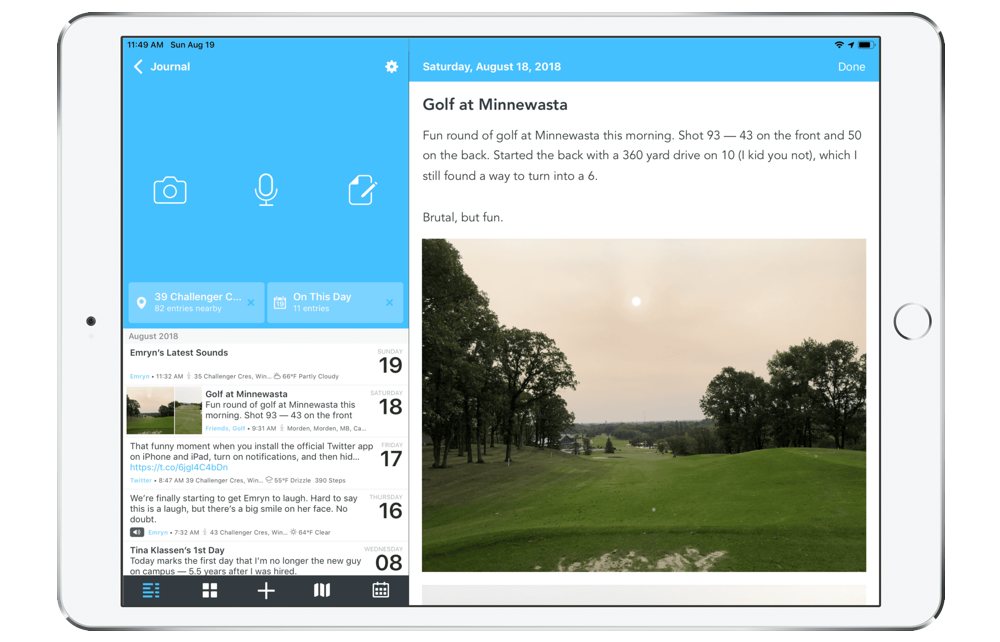 11:49 AM Sun Aug 19
Journal
39 Challenger C...
82 entries nearby
19
On This Day
11 entries
August 2018
Emryn's Latest Sounds
SUNDAY
19
Emryn • 11:32 AM 35 Challenger Cres, Win... 66°F Partly Cloudy
Golf at Minnewasta
Fun round of golf at Minnewasta this
morning. Shot 93 — 43 on the front
SATURDAY
18
Friends, Golf • 9:31 AM Morden, Morden, MB, Ca...
That funny moment when you install the official Twitter app
on iPhone and iPad, turn on notifications, and then hid...
https://t.co/6jgI4C4bDn
FRIDAY
17
Twitter • 8:47 AM 39 Challenger Cres, Win... 55°F Drizzle 390 Steps
We're finally starting to get Emryn to laugh. Hard to say
this is a laugh, but there's a big smile on her face. No
doubt.
THURSDAY
16
Emryn • 7:32 AM 43 Challenger Cres, Win... 64°F Clear
Tina Klassen's 1st Day
Today marks the first day that I'm no longer the new guy
on campus — 5.5 years after I was hired.
WEDNESDAY
08
Saturday, August 18, 2018
Done
Golf at Minnewasta
Fun round of golf at Minnewasta this morning. Shot 93 — 43 on the front and 50
on the back. Started the back with a 360 yard drive on 10 (I kid you not), which I
still found a way to turn into a 6.
Brutal, but fun.